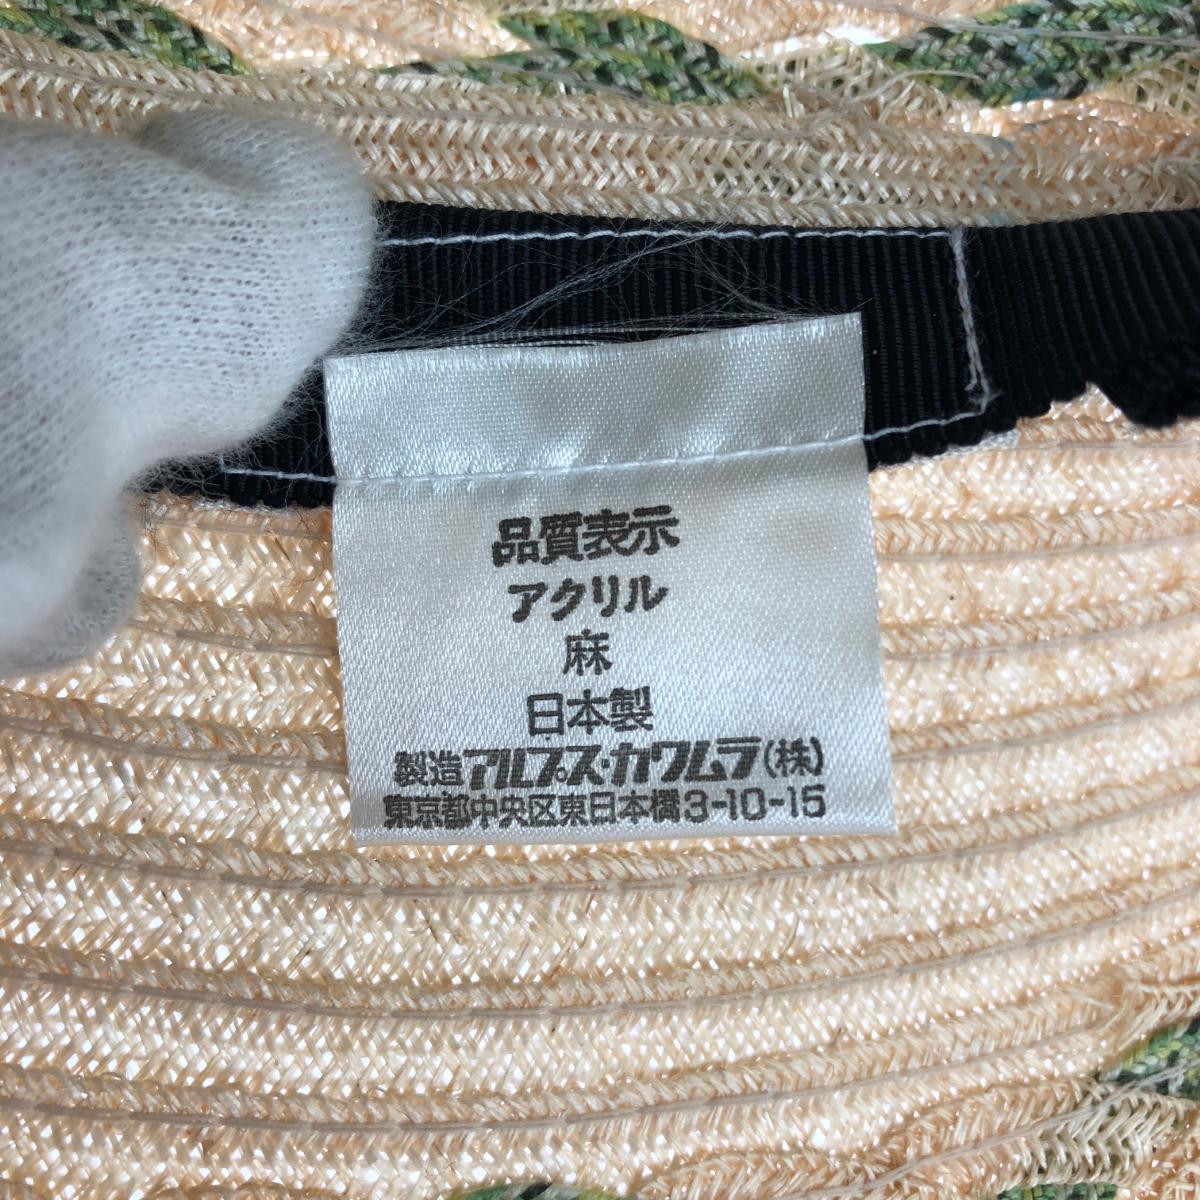 品質表示
アクリル
麻
日本製
製造アルプス・カワムラ(株)
東京都中央区東日本橋3-10-15